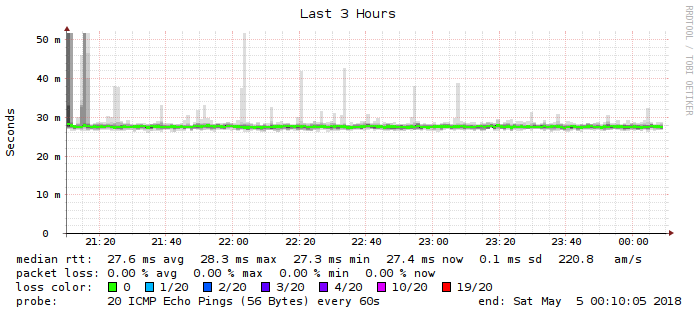 Last 3 Hours
RRDTOOL / TOBI OETIKER
Seconds
50 m
40 m
30 m
20 m
10 m
0
21:20 21:40 22:00 22:20 22:40 23:00 23:20 23:40 00:00
median rtt: 27.6 ms avg 28.3 ms max 27.3 ms min 27.4 ms now 0.1 ms sd 220.8 am/s
packet loss: 0.00 % avg 0.00 % max 0.00 % min 0.00 % now
loss color: 0 1/20 2/20 3/20 4/20 10/20 19/20
probe: 20 ICMP Echo Pings (56 Bytes) every 60s end: Sat May 5 00:10:05 2018